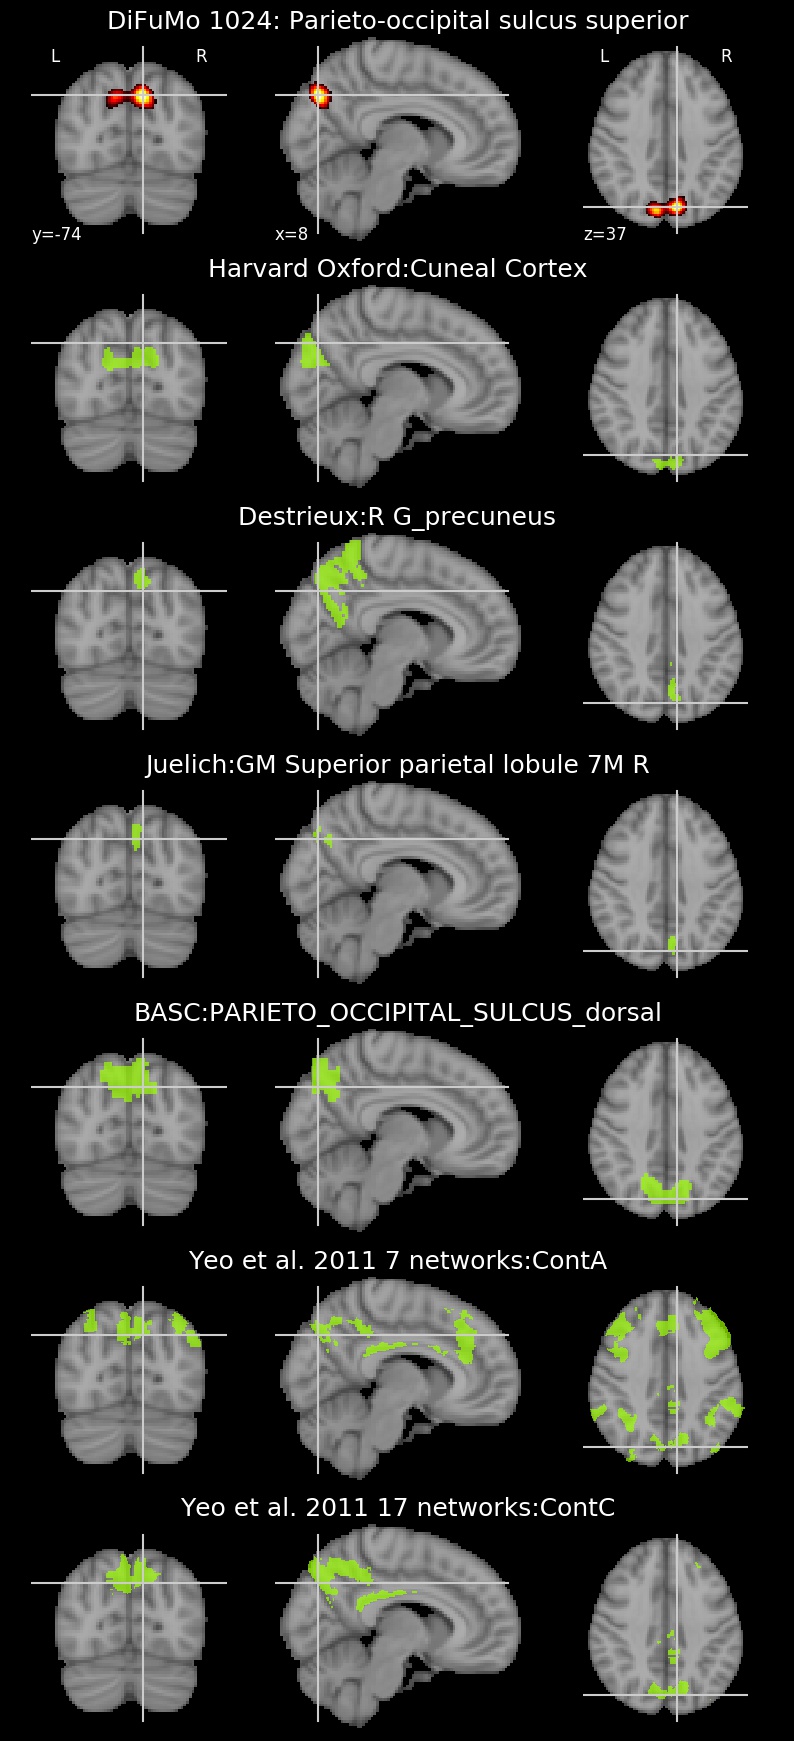 DiFuMo 1024: Parieto-occipital sulcus superior
L R L R
y=-74 x=8 z=37
Harvard Oxford:Cuneal Cortex
Destrieux:R G_precuneus
Juelich:GM Superior parietal lobule 7M R
BASC:PARIETO_OCCIPITAL_SULCUS_dorsal
Yeo et al. 2011 7 networks:ContA
Yeo et al. 2011 17 networks:ContC